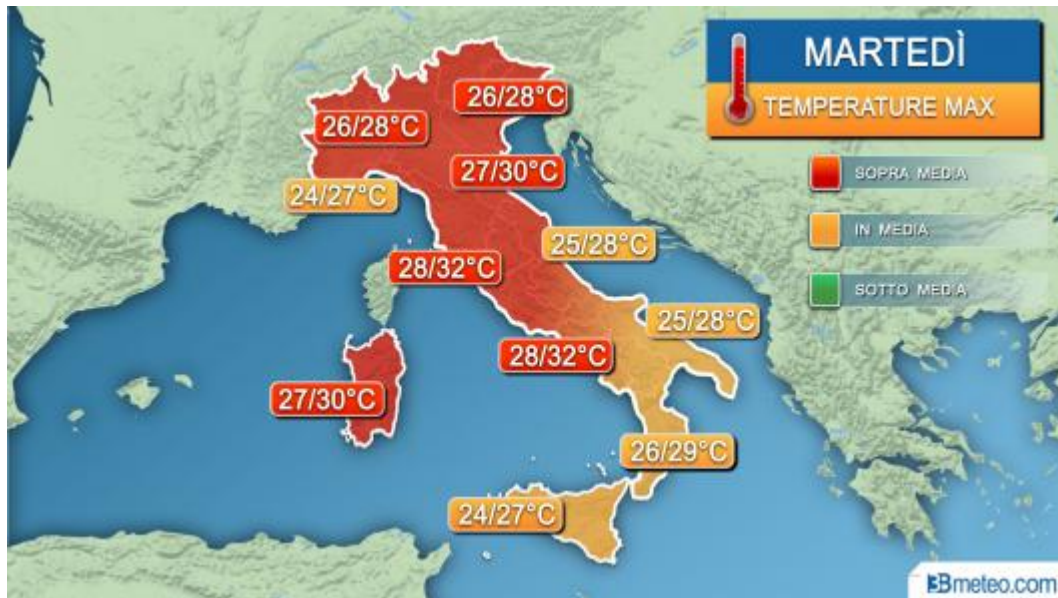 MARTEDÌ
TEMPERATURE MAX
26/28°C
26/28°C
27/30°C
SOPRA MEDIA
24/27°C
IN MEDIA
25/28°C
28/32°C
SOTTO MEDIA
25/28°C
28/32°C
27/30°C
26/29°C
24/27°C
3Bmeteo.com